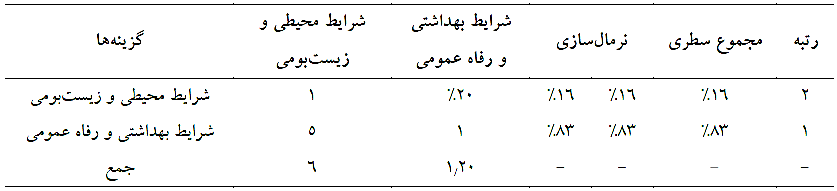 گزینه‌ها شرایط محیطی و زیست‌بومی شرایط بهداشتی و رفاه عمومی نرمال‌سازی مجموع سطری رتبه
شرایط محیطی و زیست‌بومی ۱ ٪۲۰ ٪۱۶ ٪۱۶ ٪۱۶ ۲
شرایط بهداشتی و رفاه عمومی ۵ ۱ ٪۸۳ ٪۸۳ ٪۸۳ ۱
جمع ۶ ۱٫۲۰ – – – –